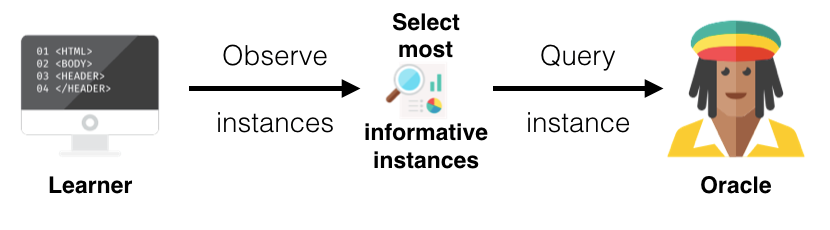 01 <HTML>
02 <BODY>
03 <HEADER>
04 </HEADER>
Learner
Observe
instances
Select
most
informative
instances
Query
instance
Oracle